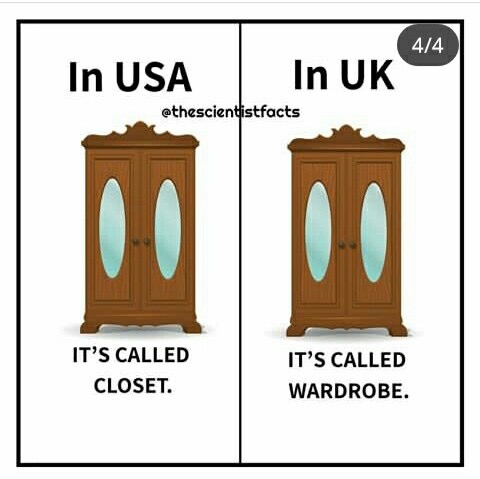 4/4
In USA
In UK
@thescientistfacts
IT'S CALLED
CLOSET.
IT'S CALLED
WARDROBE.